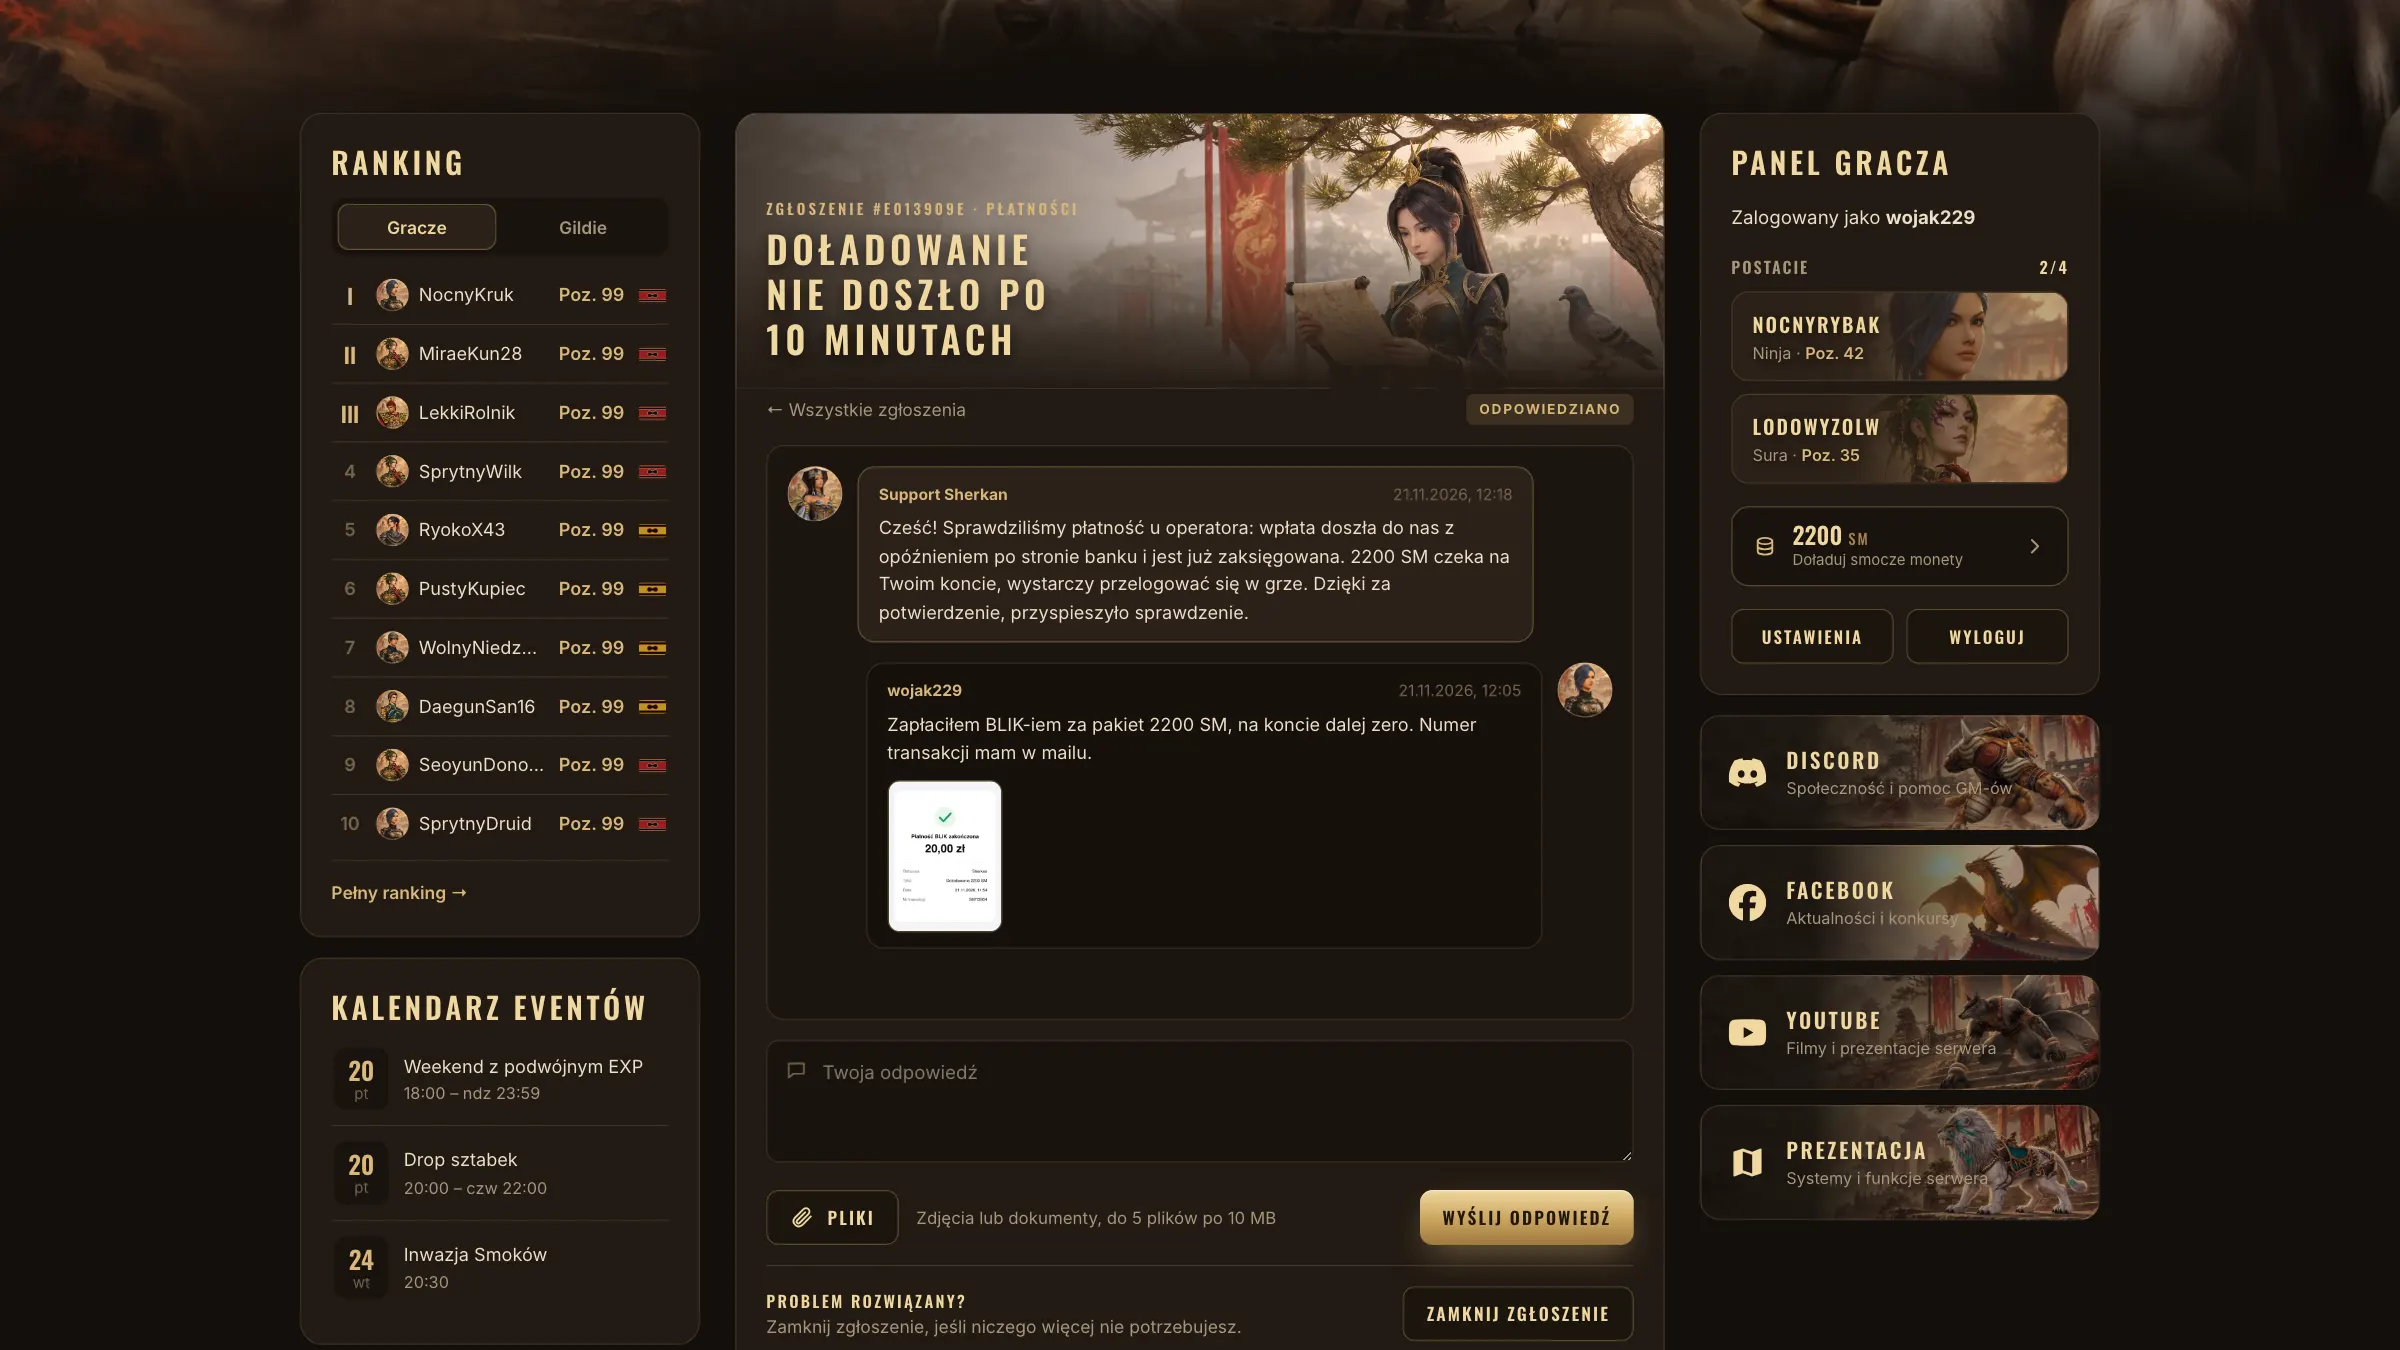 RANKING
Gracze
Gildie
I NocnyKruk Poz. 99
II MiraeKun28 Poz. 99
III LekkiRolnik Poz. 99
4 SprytnyWilk Poz. 99
5 RyokoX43 Poz. 99
6 PustyKupiec Poz. 99
7 WolnyNiedz... Poz. 99
8 DaegunSan16 Poz. 99
9 SeoyunDono... Poz. 99
10 SprytnyDruid Poz. 99
Pełny ranking →
KALENDARZ EVENTÓW
20 pt
Weekend z podwójnym EXP
18:00 – ndz 23:59
20 pt
Drop sztabek
20:00 – czw 22:00
24 wt
Inwazja Smoków
20:30
ZGŁOSZENIE #E013909E · PŁATNOŚCI
DOŁADOWANIE
NIE DOSZŁO PO
10 MINUTACH
← Wszystkie zgłoszenia
ODPOWIEDZIANO
Support Sherkan
21.11.2026, 12:18
Cześć! Sprawdziliśmy płatność u operatora: wpłata doszła do nas z
opóźnieniem po stronie banku i jest już zaksięgowana. 2200 SM czeka na
Twoim koncie, wystarczy przelogować się w grze. Dzięki za
potwierdzenie, przyspieszyło sprawdzenie.
wojak229
21.11.2026, 12:05
Zapłaciłem BLIK-iem za pakiet 2200 SM, na koncie dalej zero. Numer
transakcji mam w mailu.
Płatność BLIK zakończona
20,00 zł
Sherkan
Doładowanie 2200 SM
Twoja odpowiedź
PLIKI
Zdjęcia lub dokumenty, do 5 plików po 10 MB
WYŚLIJ ODPOWIEDŹ
PROBLEM ROZWIĄZANY?
Zamknij zgłoszenie, jeśli niczego więcej nie potrzebujesz.
ZAMKNIJ ZGŁOSZENIE
PANEL GRACZA
Zalogowany jako wojak229
POSTACIE 2/4
NOCNYRYBAK
Ninja · Poz. 42
LODOWYZOLW
Sura · Poz. 35
2200 SM
Doładuj smocze monety
USTAWIENIA
WYLOGUJ
DISCORD
Społeczność i pomoc GM-ów
FACEBOOK
Aktualności i konkursy
YOUTUBE
Filmy i prezentacje serwera
PREZENTACJA
Systemy i funkcje serwera